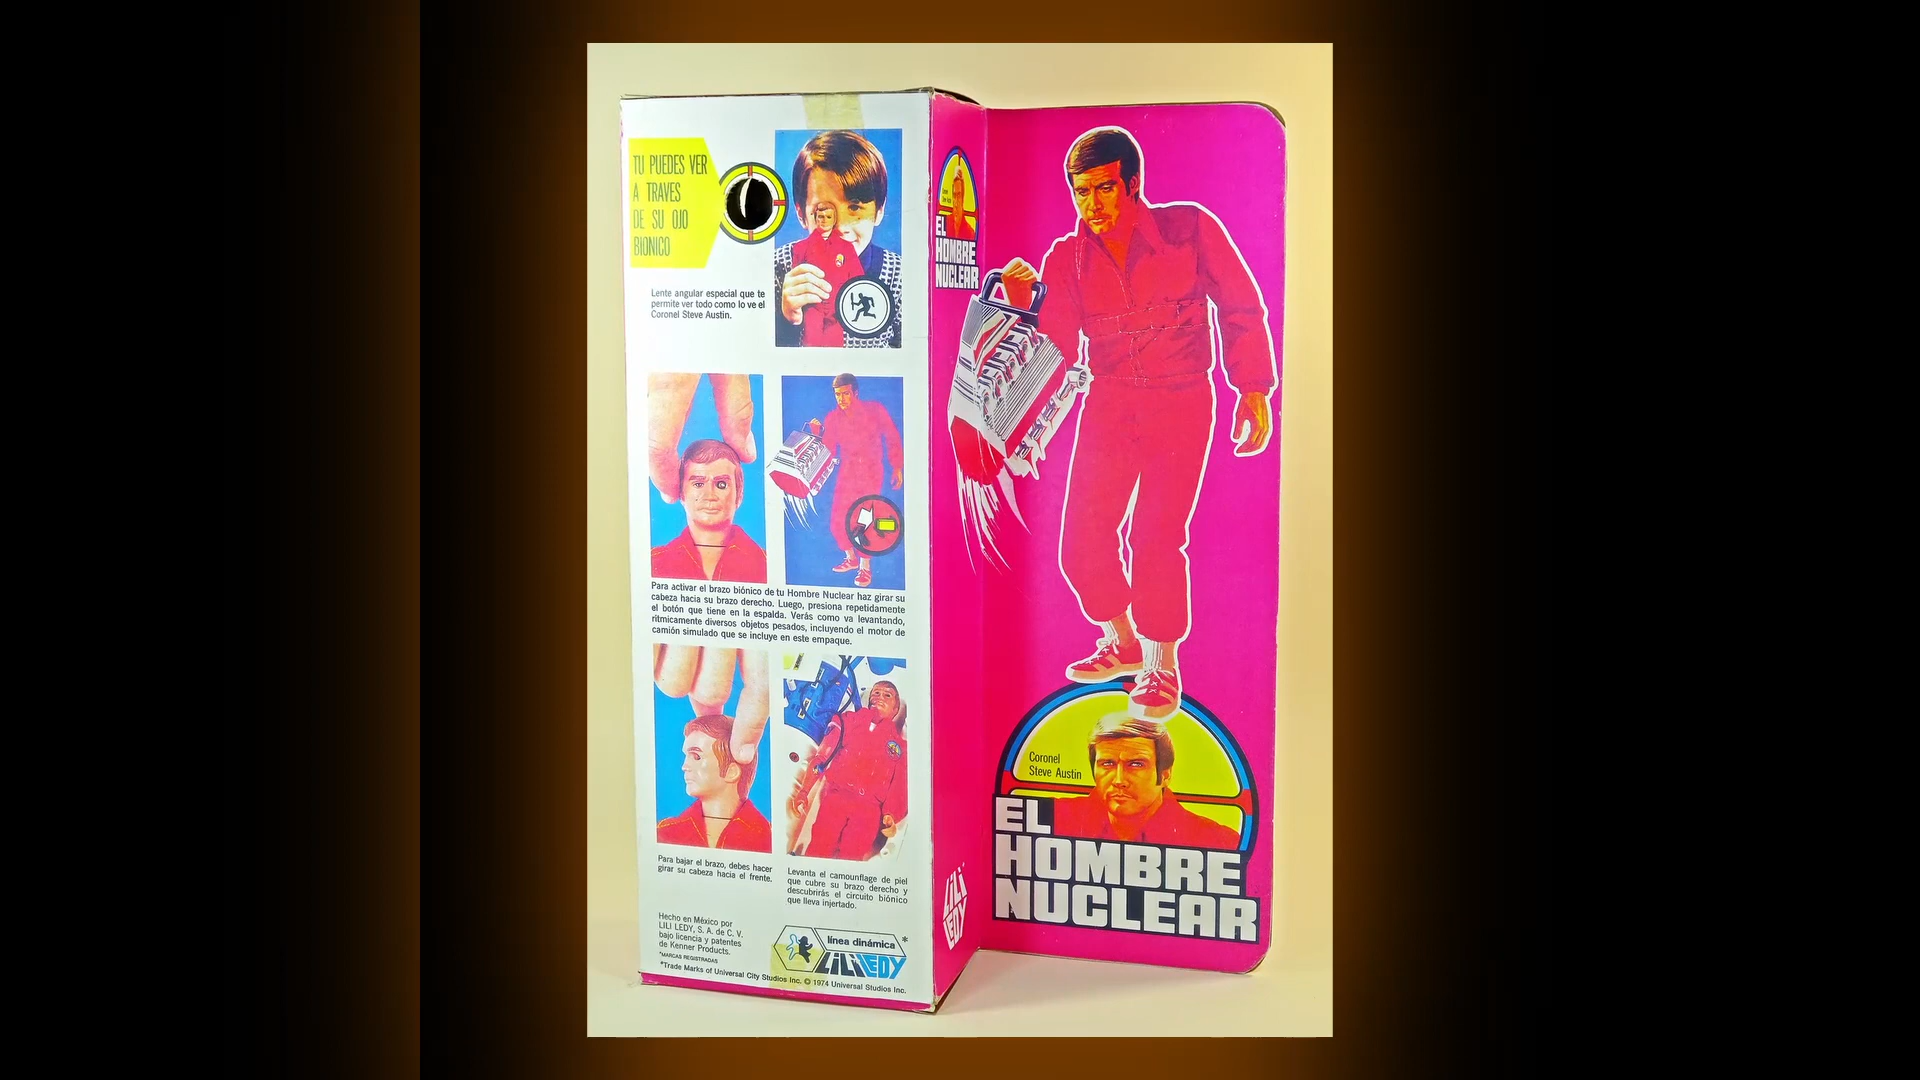 TU PUEDES VER
A TRAVES
DE SU OJO
BIONICO
Lente angular especial que te
permite ver todo como lo ve el
Coronel Steve Austin.
Para activar el brazo biónico de tu Hombre Nuclear haz girar su
cabeza hacia su brazo derecho. Luego, presiona repetidamente
el botón que tiene en la espalda. Verás como va levantando,
ritmicamente diversos objetos pesados, incluyendo el motor de
camión simulado que se incluye en este empaque.
Para bajar el brazo, debes hacer
girar su cabeza hacia el frente.
Levanta el camouflage de piel
que cubre su brazo derecho y
descubrirás el circuito biónico
que lleva injertado.
Hecho en México por
LILI LEDY, S. A. de C. V.
bajo licencia y patentes
de Kenner Products.
*MARCAS REGISTRADAS
*Trade Marks of Universal City Studios Inc. © 1974 Universal Studios Inc.
línea dinámica *
LILI LEDY
EL
HOMBRE
NUCLEAR
LILI
LEDY
Coronel
Steve Austin
EL
HOMBRE
NUCLEAR